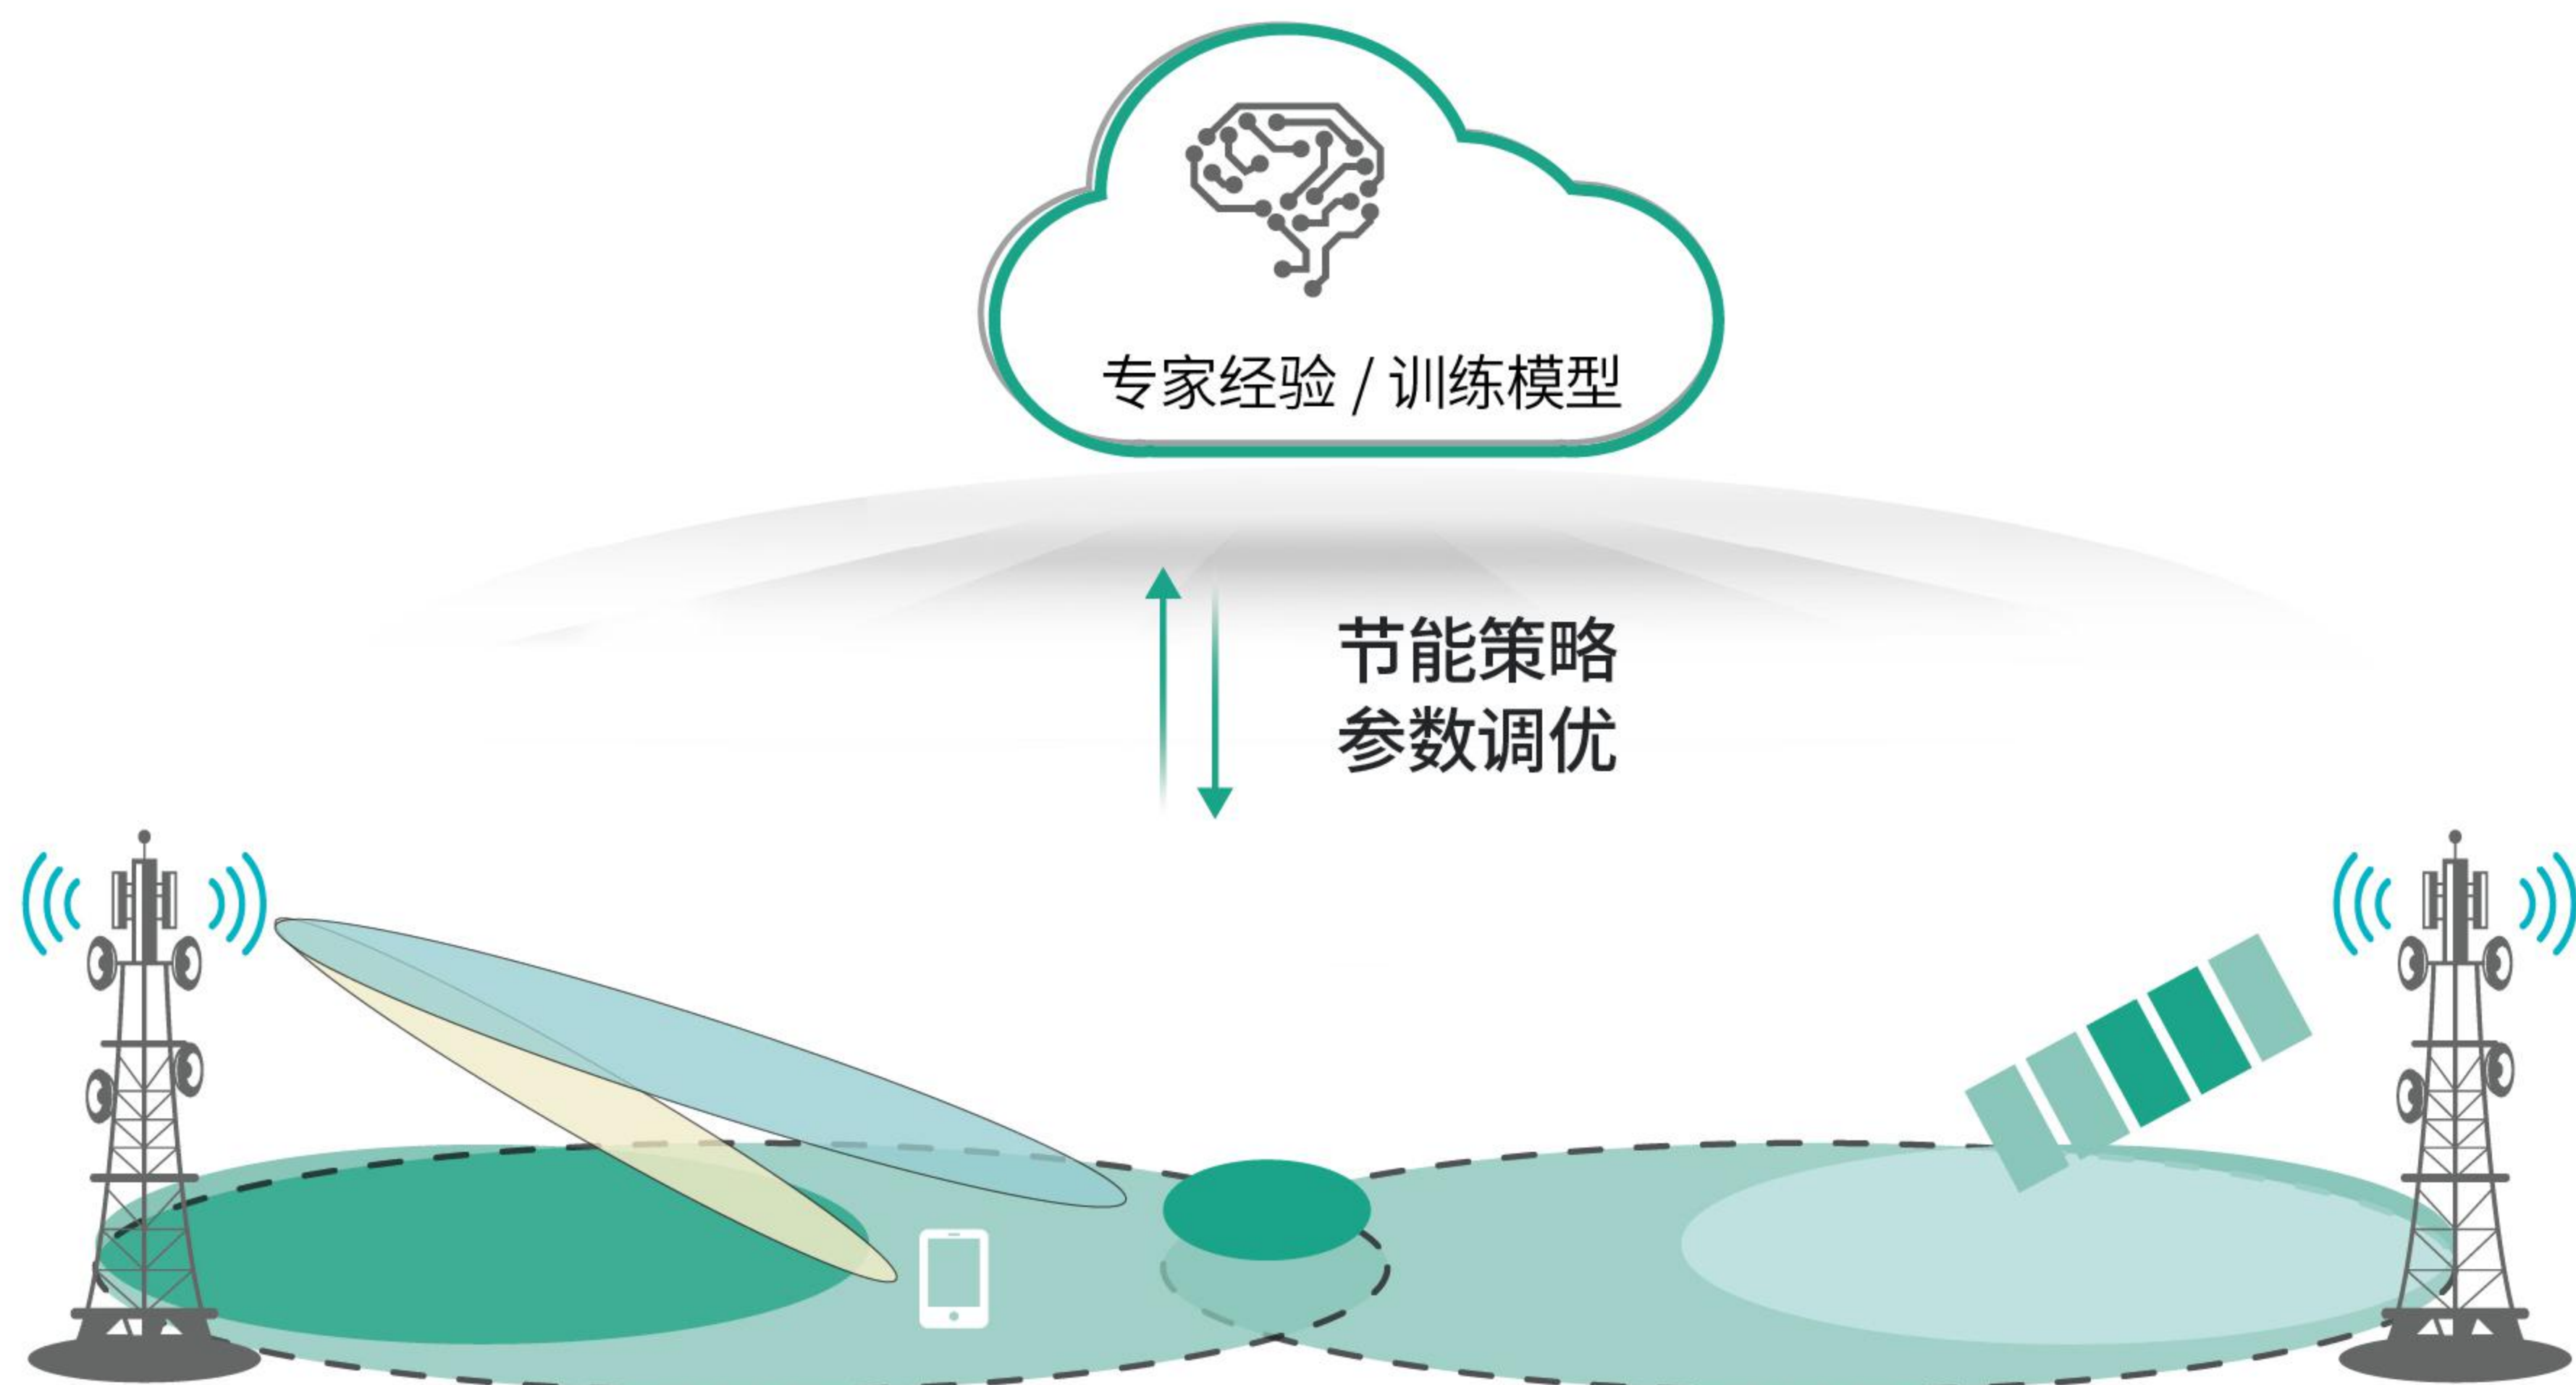 专家经验 / 训练模型
节能策略
参数调优